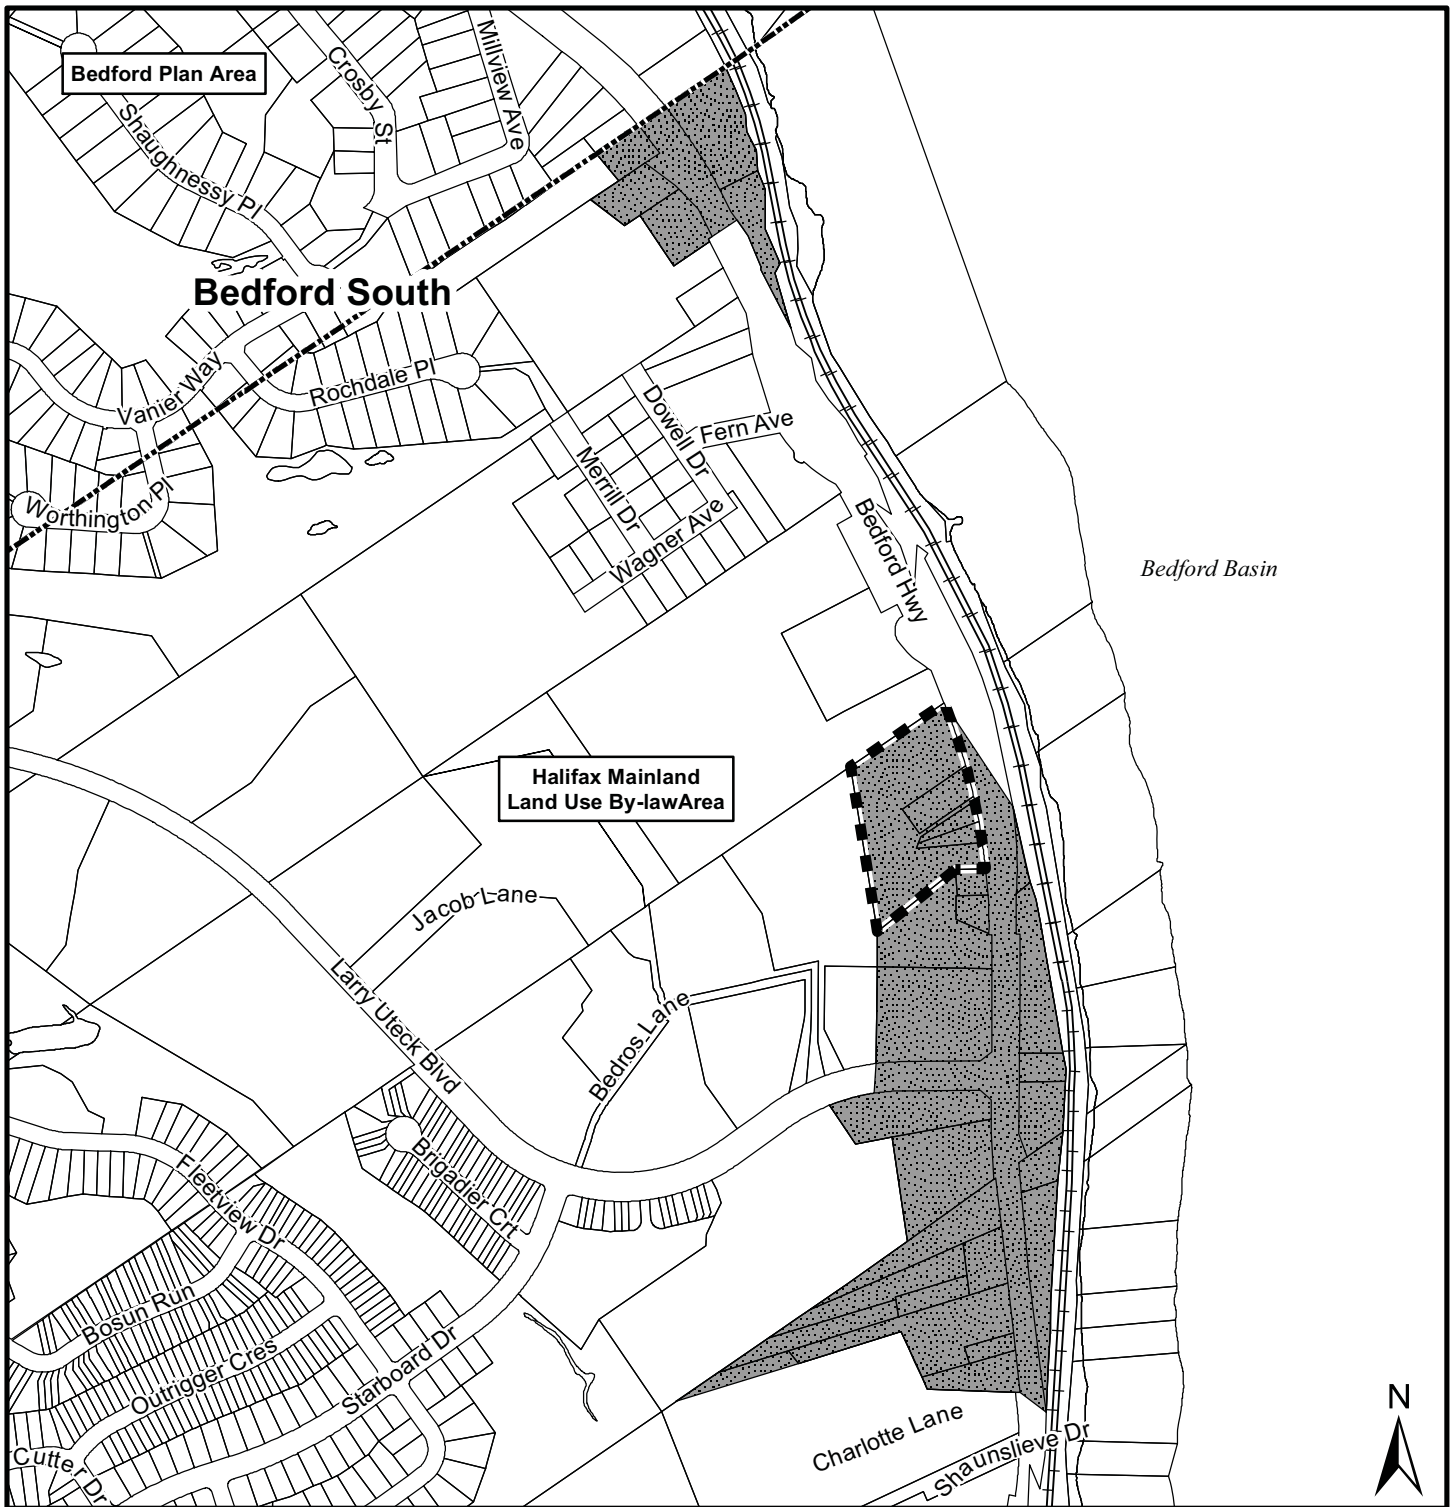 Bedford Plan Area
Crosby St
Millview Ave
Shaughnessy Pl
Bedford South
Vanier Way
Rochdale Pl
Dowell Dr
Fern Ave
Merrill Dr
Worthington Pl
Wagner Ave
Bedford Hwy
Bedford Basin
Halifax Mainland
Land Use By-lawArea
Jacob Lane
Larry Uteck Blvd
Bedros Lane
Brigadier Crt
Fleetview Dr
Bosun Run
Outrigger Cres
Starboard Dr
Cutter Dr
Charlotte Lane
Shaunslieve Dr
N